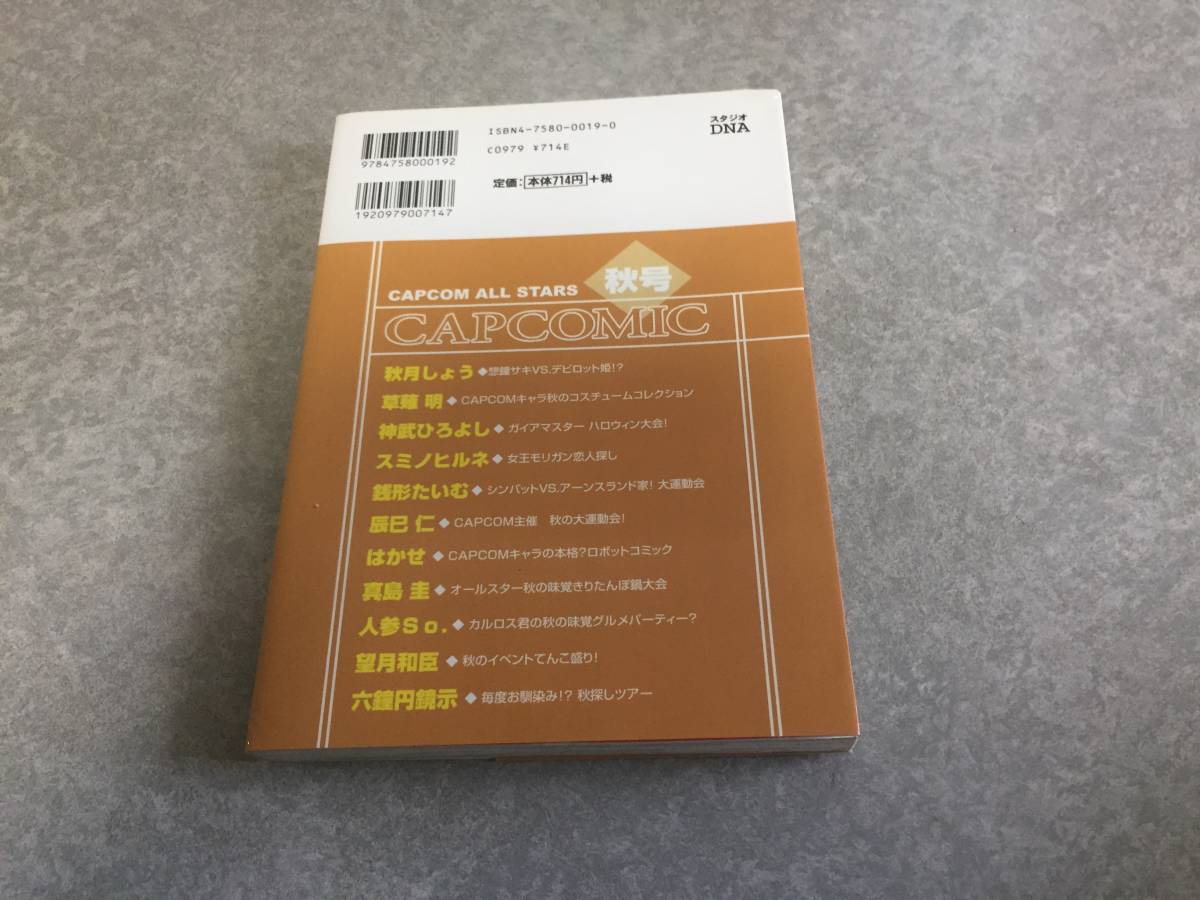 ISBN4-7580-0019-0
C0979 ¥714E
スタジオ
DNA
9784758000192
定価：本体714円＋税
1920979007147
CAPCOM ALL STARS 秋号
CAPCOMIC
秋月しょう◆想鐘サキVS.デビロット姫!?
草薙 明◆CAPCOMキャラ秋のコスチュームコレクション
神武ひろよし◆ガイアマスター ハロウィン大会!
スミノヒルネ◆女王モリガン恋人探し
銭形たいむ◆シンバットVS.アーンスランド家! 大運動会
辰巳 仁◆CAPCOM主催 秋の大運動会!
はかせ◆CAPCOMキャラの本格?ロボットコミック
真島 圭◆オールスター秋の味覚きりたんぽ鍋大会
人参So.◆カルロス君の秋の味覚グルメパーティー?
望月和臣◆秋のイベントてんこ盛り!
六鐘円鏡示◆毎度お馴染み!? 秋探しツアー